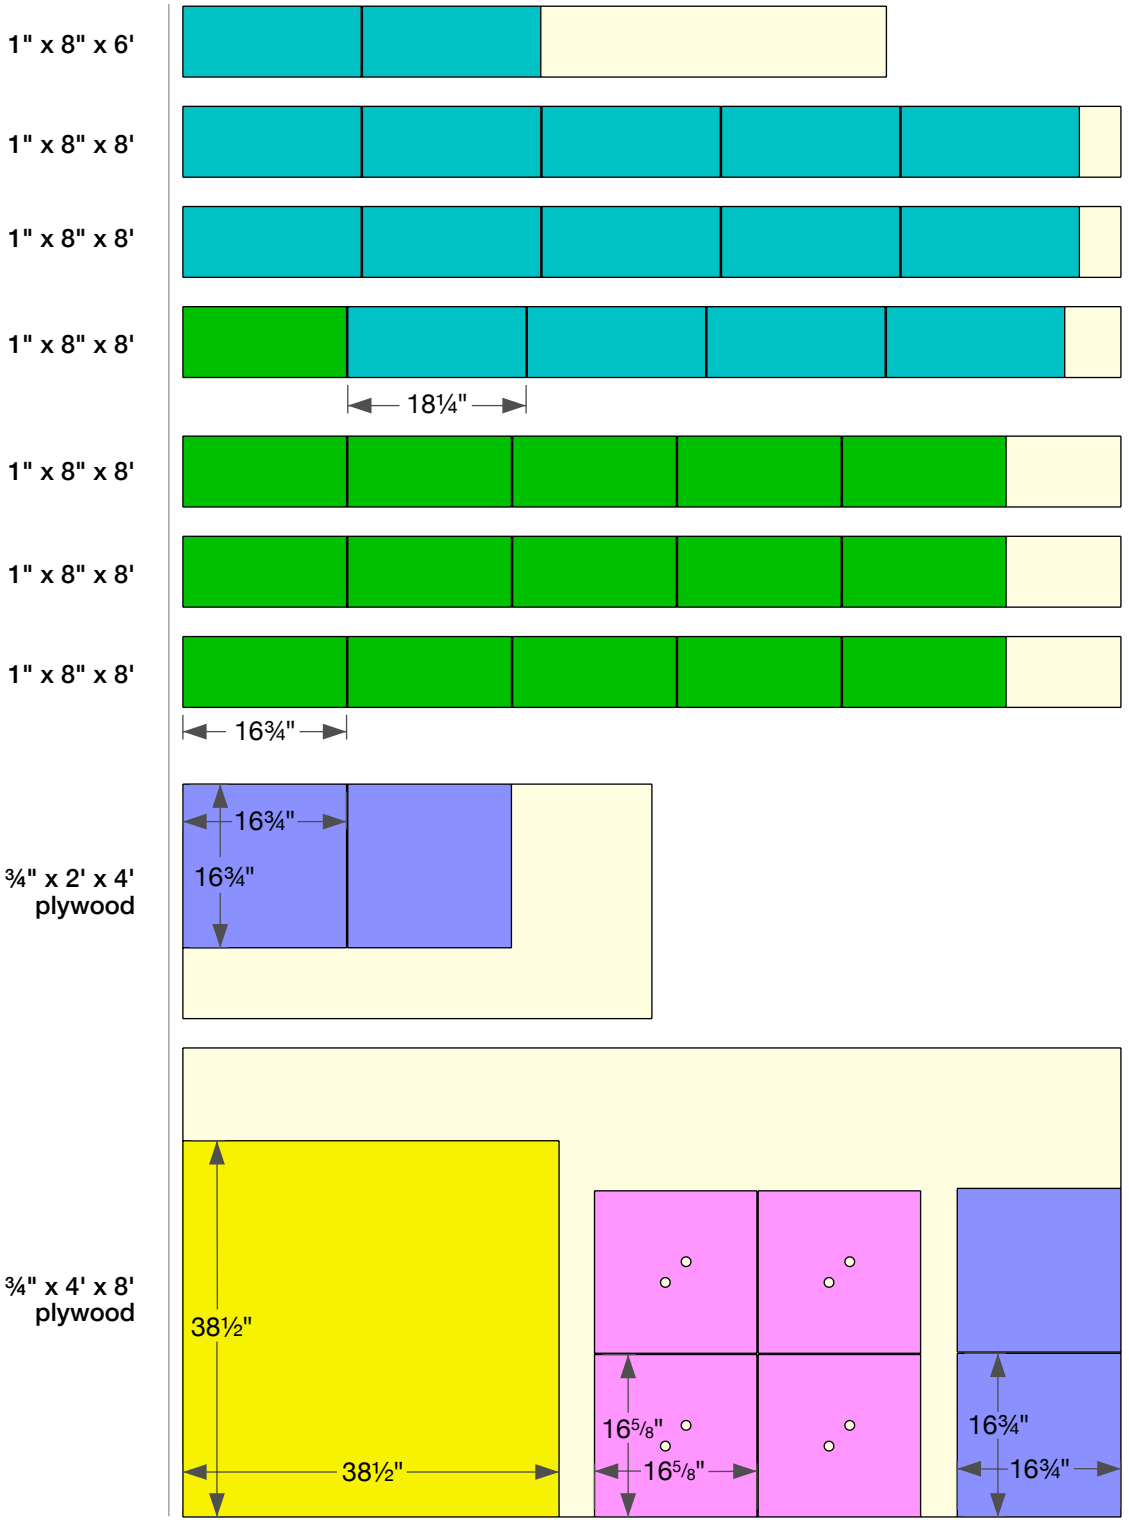 1" x 8" x 6'
1" x 8" x 8'
1" x 8" x 8'
1" x 8" x 8'
18¼"
1" x 8" x 8'
1" x 8" x 8'
1" x 8" x 8'
16¾"
16¾"
16¾"
¾" x 2' x 4'
plywood
¾" x 4' x 8'
plywood
38½"
38½"
16⁵/₈"
16⁵/₈"
16¾"
16¾"